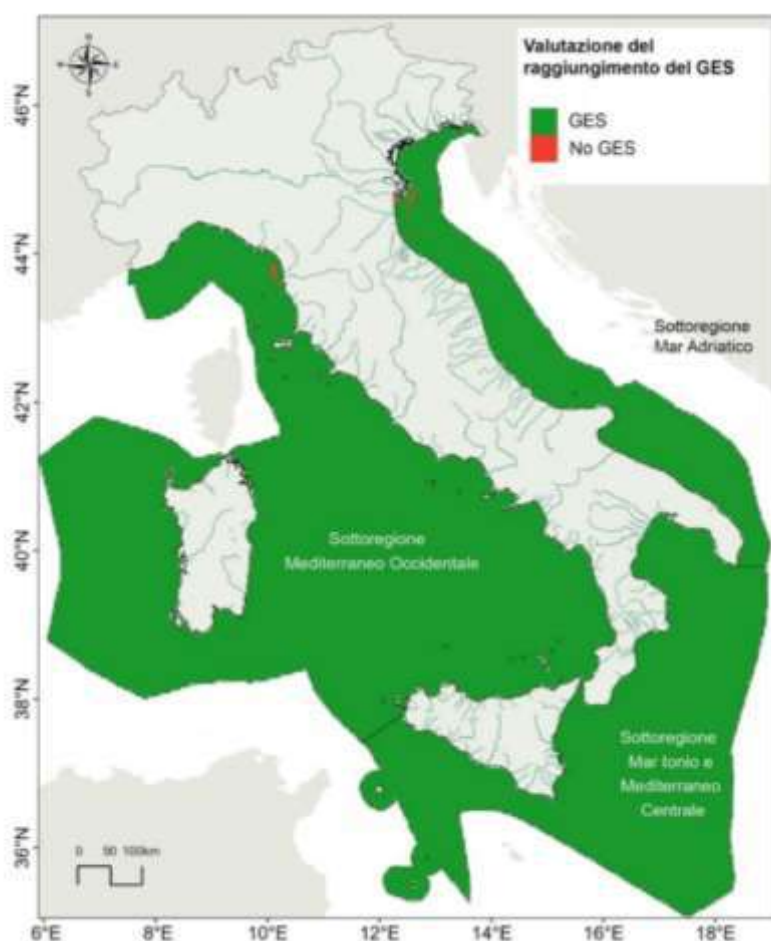 Valutazione del
raggiungimento del GES
GES
No GES
46°N
44°N
42°N
40°N
38°N
36°N
Sottoregione
Mar Adriatico
Sottoregione
Mediterraneo Occidentale
Sottoregione
Mar Ionio e
Mediterraneo
Centrale
0 50 100km
6°E 8°E 10°E 12°E 14°E 16°E 18°E